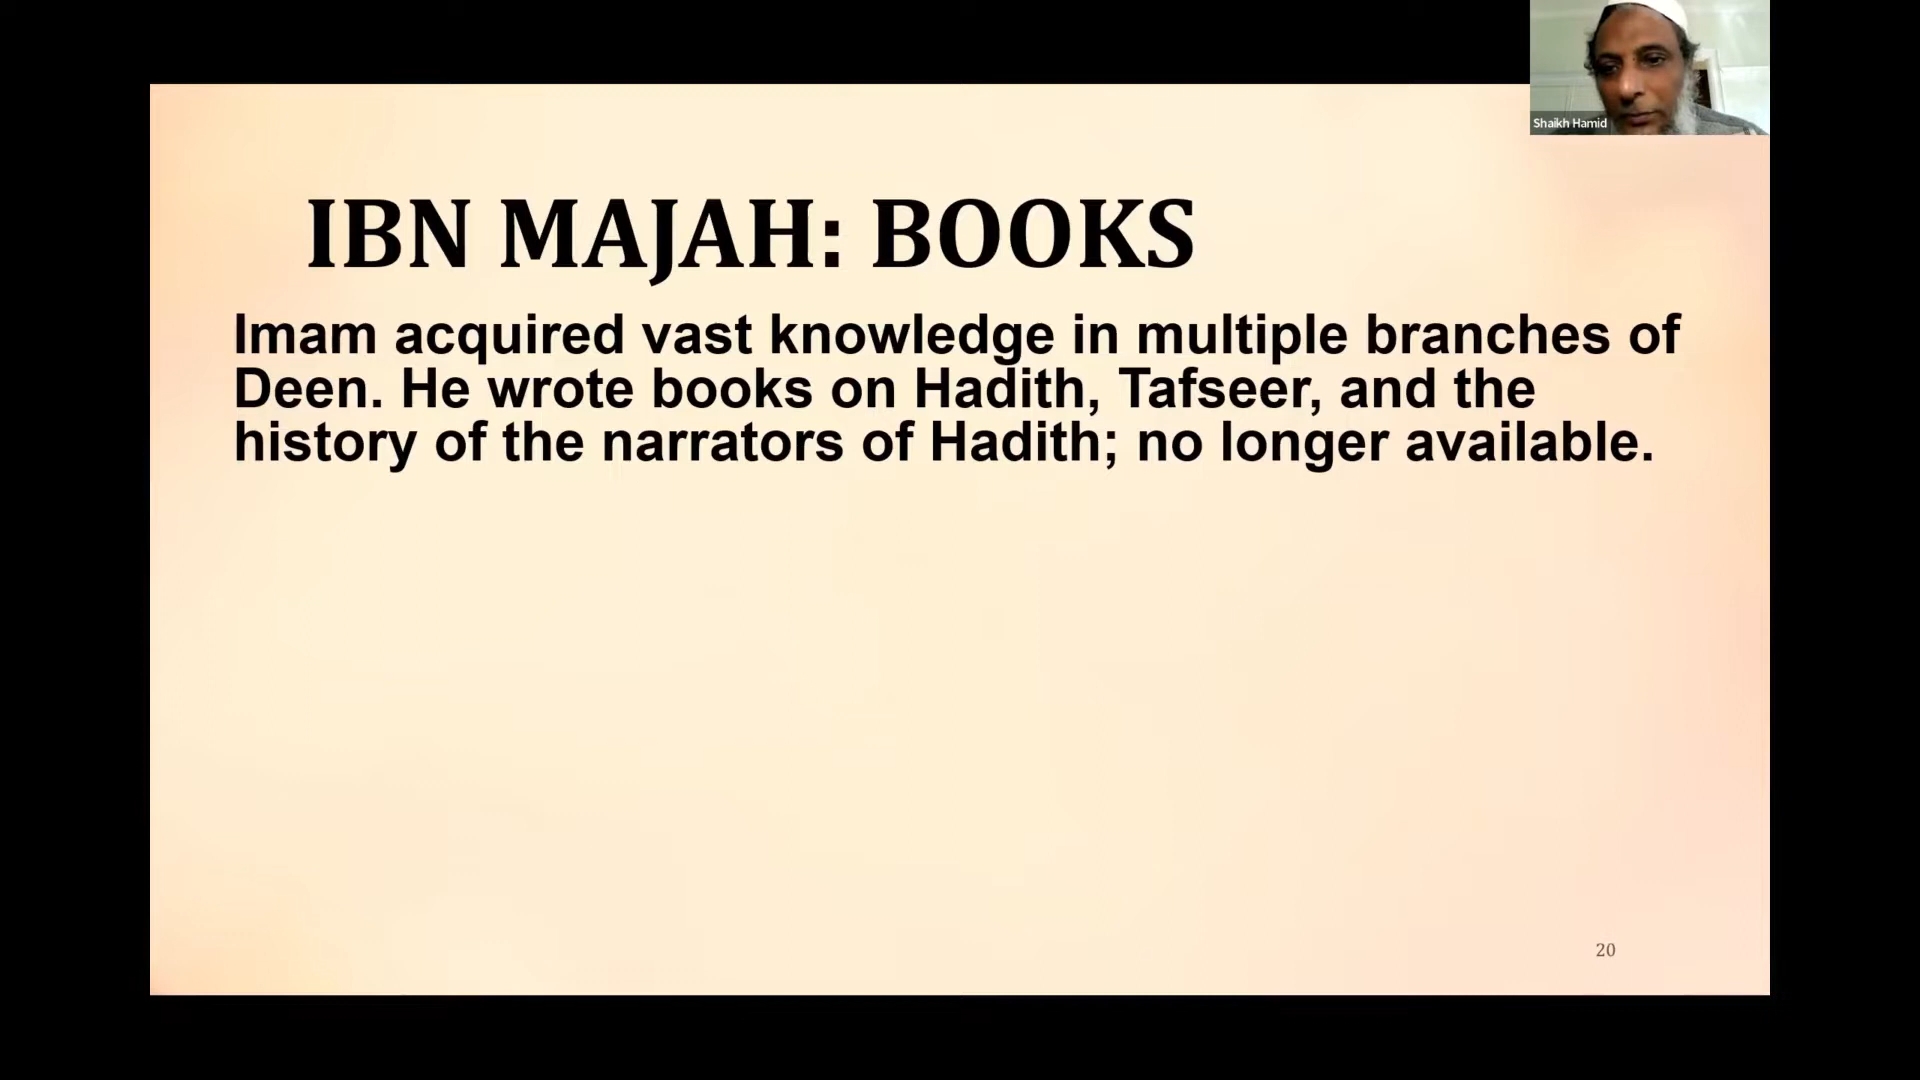 Shaikh Hamid
IBN MAJAH: BOOKS
Imam acquired vast knowledge in multiple branches of
Deen. He wrote books on Hadith, Tafseer, and the
history of the narrators of Hadith; no longer available.
20